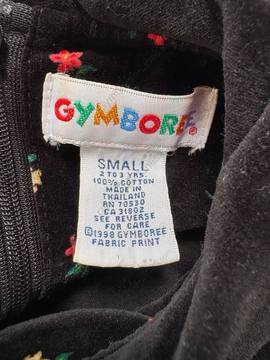 GYMBOREE
SMALL
2 TO 3 YRS.
100% COTTON
MADE IN
THAILAND
RN 70530
CA 31802
SEE REVERSE
FOR CARE
©1998 GYMBOREE
FABRIC PRINT